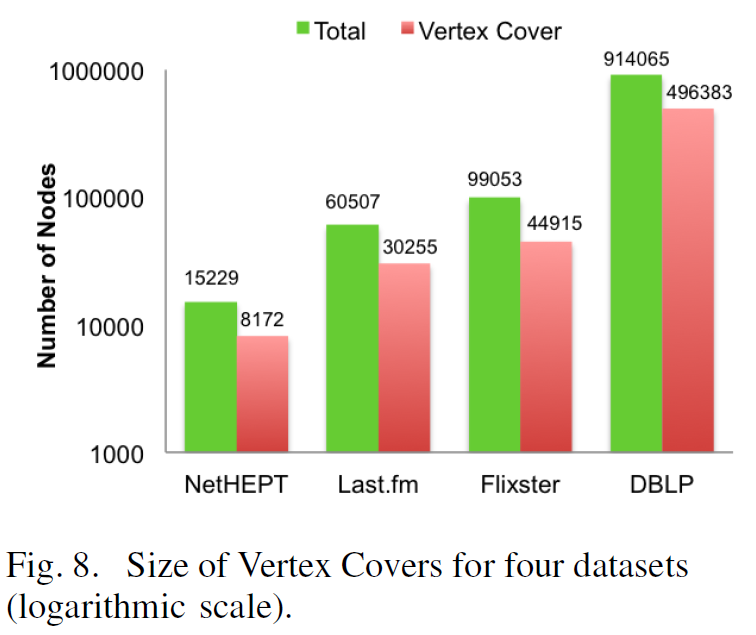 Total Vertex Cover
1000000
100000
10000
1000
Number of Nodes
15229
8172
60507
30255
99053
44915
914065
496383
NetHEPT Last.fm Flixster DBLP
Fig. 8. Size of Vertex Covers for four datasets
(logarithmic scale).